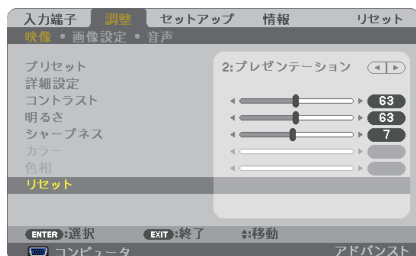 入力端子 調整 セットアップ 情報 リセット
映像 • 画像設定 • 音声
プリセット 2:プレゼンテーション
詳細設定
コントラスト 63
明るさ 63
シャープネス 7
カラー
色相
リセット
ENTER:選択 EXIT:終了 :移動
コンピュータ アドバンスト